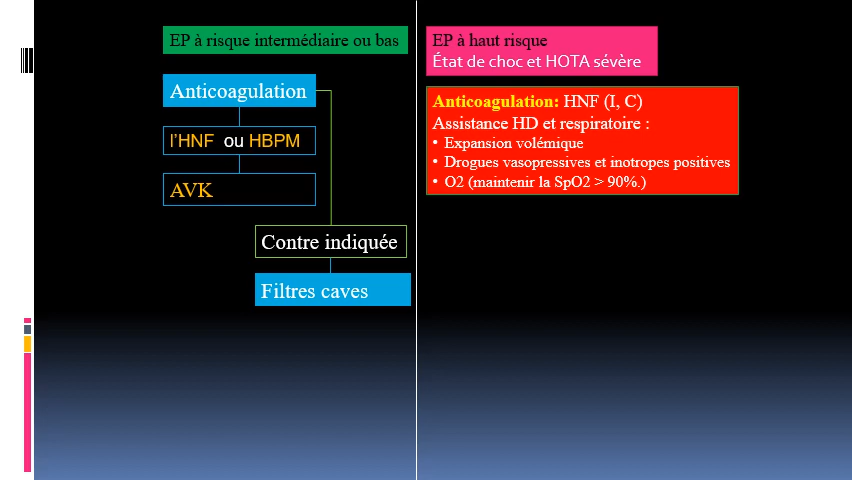 EP à risque intermédiaire ou bas
Anticoagulation
l’HNF ou HBPM
AVK
Contre indiquée
Filtres caves
EP à haut risque
État de choc et HOTA sévère
Anticoagulation: HNF (I, C)
Assistance HD et respiratoire :
• Expansion volémique
• Drogues vasopressives et inotropes positives
• O2 (maintenir la SpO2 > 90%.)